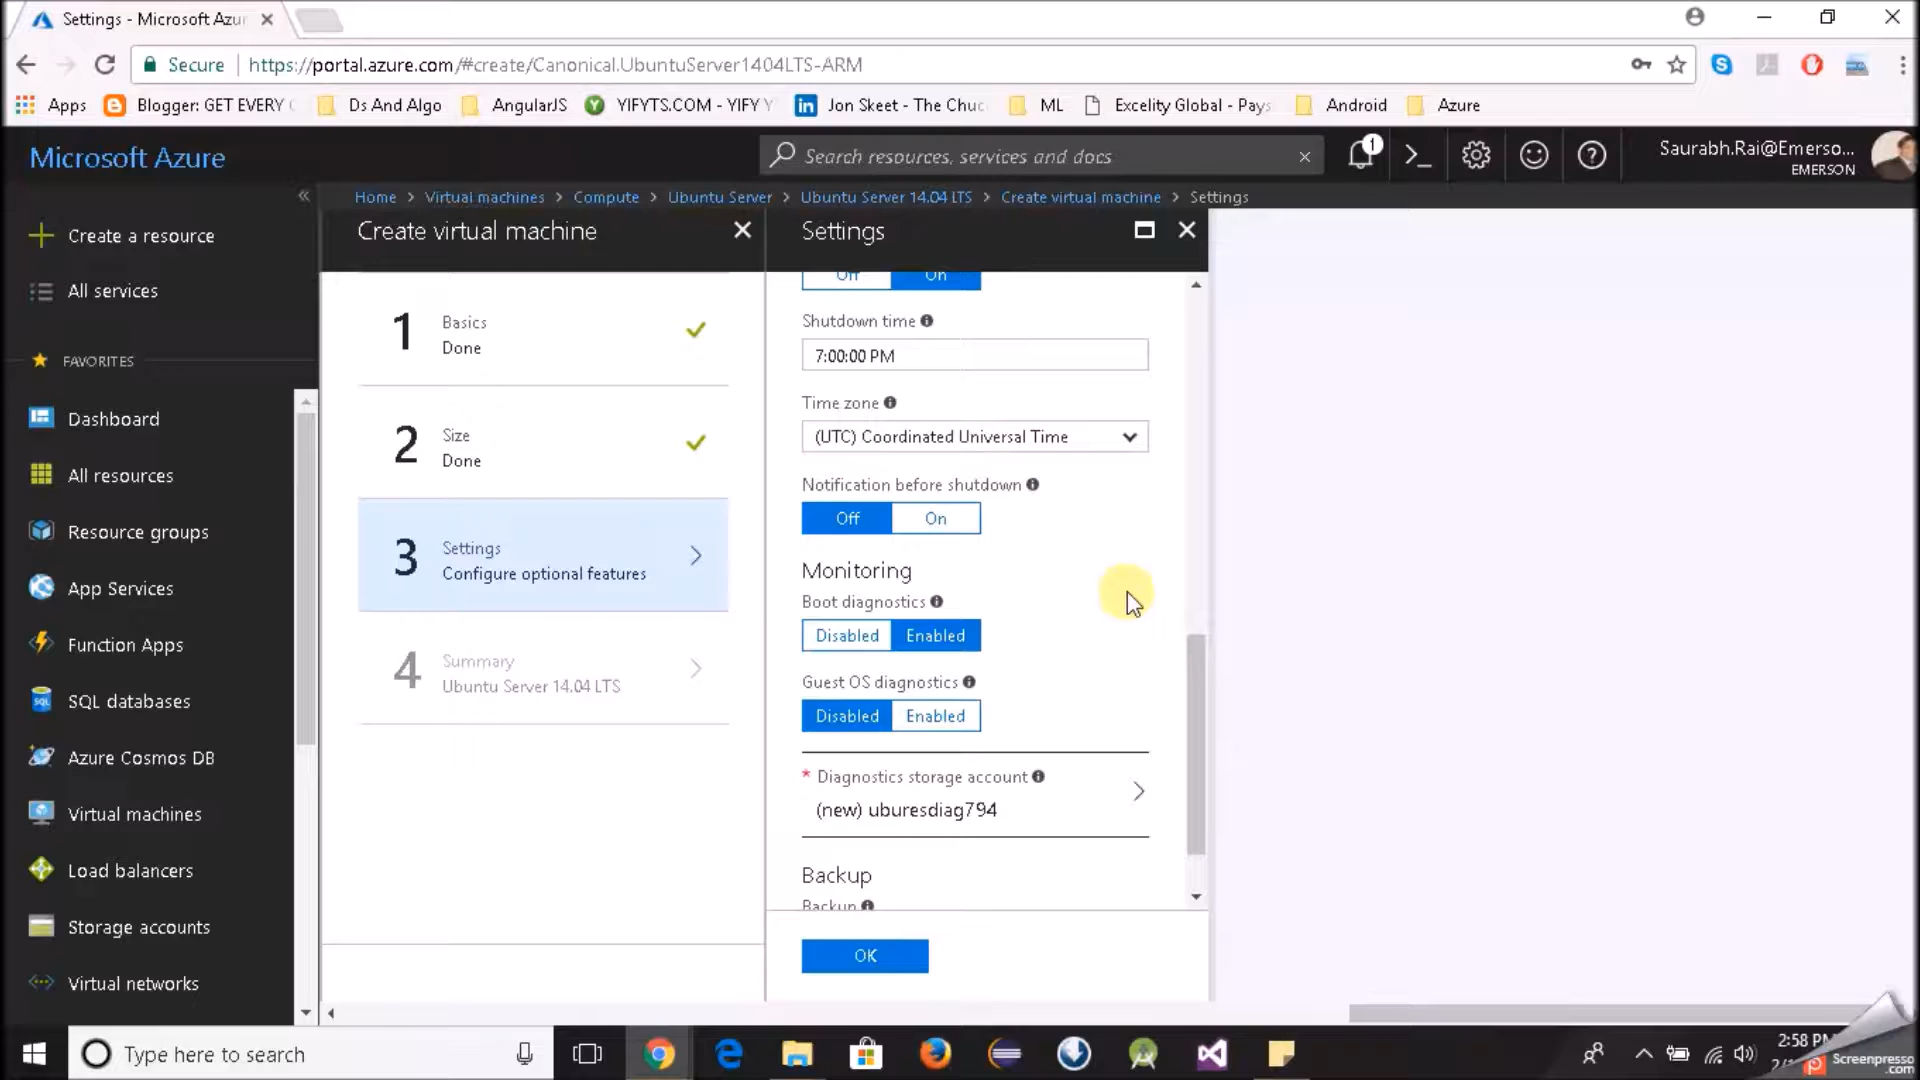 Settings - Microsoft Azur
Secure
https://portal.azure.com/#create/Canonical.UbuntuServer1404LTS-ARM
Apps
Blogger: GET EVERY
Ds And Algo
AngularJS
YIFYTS.COM - YIFY
Jon Skeet - The Chuc
ML
Excelity Global - Pays
Android
Azure
Microsoft Azure
Search resources, services and docs
1
Saurabh.Rai@Emerso...
EMERSON
Home > Virtual machines > Compute > Ubuntu Server > Ubuntu Server 14.04 LTS > Create virtual machine > Settings
Create a resource
All services
FAVORITES
Dashboard
All resources
Resource groups
App Services
Function Apps
SQL databases
Azure Cosmos DB
Virtual machines
Load balancers
Storage accounts
Virtual networks
Create virtual machine
1
Basics
Done
2
Size
Done
3
Settings
Configure optional features
4
Summary
Ubuntu Server 14.04 LTS
Settings
Off On
Shutdown time
7:00:00 PM
Time zone
(UTC) Coordinated Universal Time
Notification before shutdown
Off On
Monitoring
Boot diagnostics
Disabled Enabled
Guest OS diagnostics
Disabled Enabled
* Diagnostics storage account
(new) uburesdiag794
Backup
Backup
OK
Type here to search
2:58 PM
Screenpresso
.com